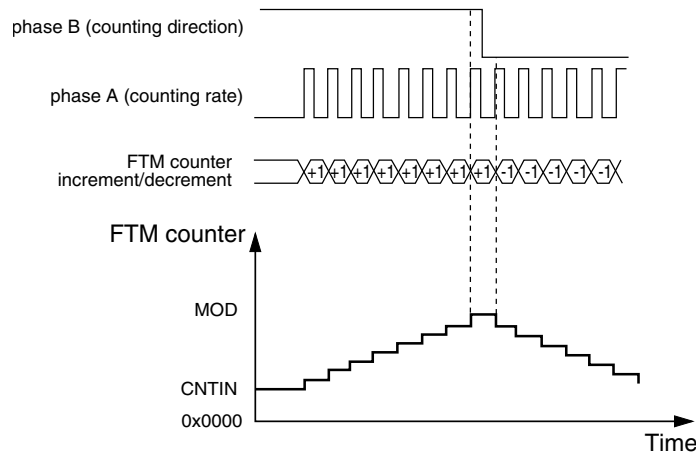 phase B (counting direction)
phase A (counting rate)
FTM counter
increment/decrement
+1 +1 +1 +1 +1 +1 +1 +1 -1 -1 -1 -1 -1
FTM counter
MOD
CNTIN
0x0000
Time